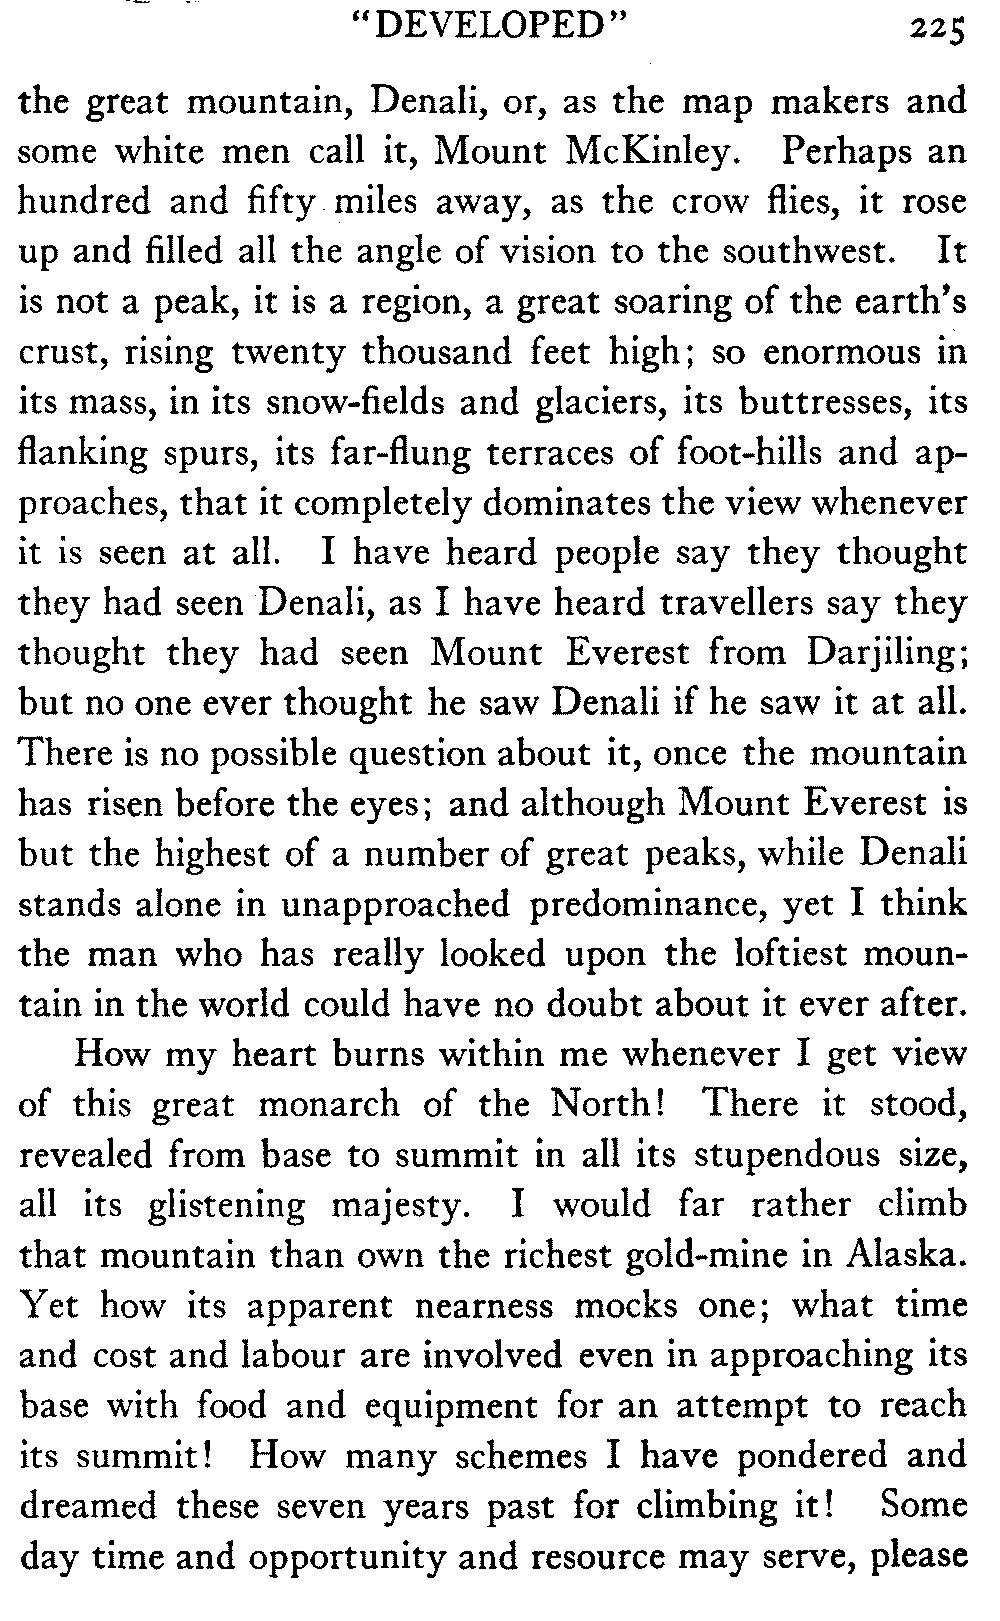 "DEVELOPED" 225
the great mountain, Denali, or, as the map makers and
some white men call it, Mount McKinley. Perhaps an
hundred and fifty miles away, as the crow flies, it rose
up and filled all the angle of vision to the southwest. It
is not a peak, it is a region, a great soaring of the earth's
crust, rising twenty thousand feet high; so enormous in
its mass, in its snow-fields and glaciers, its buttresses, its
flanking spurs, its far-flung terraces of foot-hills and ap-
proaches, that it completely dominates the view whenever
it is seen at all. I have heard people say they thought
they had seen Denali, as I have heard travellers say they
thought they had seen Mount Everest from Darjiling;
but no one ever thought he saw Denali if he saw it at all.
There is no possible question about it, once the mountain
has risen before the eyes; and although Mount Everest is
but the highest of a number of great peaks, while Denali
stands alone in unapproached predominance, yet I think
the man who has really looked upon the loftiest moun-
tain in the world could have no doubt about it ever after.
How my heart burns within me whenever I get view
of this great monarch of the North! There it stood,
revealed from base to summit in all its stupendous size,
all its glistening majesty. I would far rather climb
that mountain than own the richest gold-mine in Alaska.
Yet how its apparent nearness mocks one; what time
and cost and labour are involved even in approaching its
base with food and equipment for an attempt to reach
its summit! How many schemes I have pondered and
dreamed these seven years past for climbing it! Some
day time and opportunity and resource may serve, please